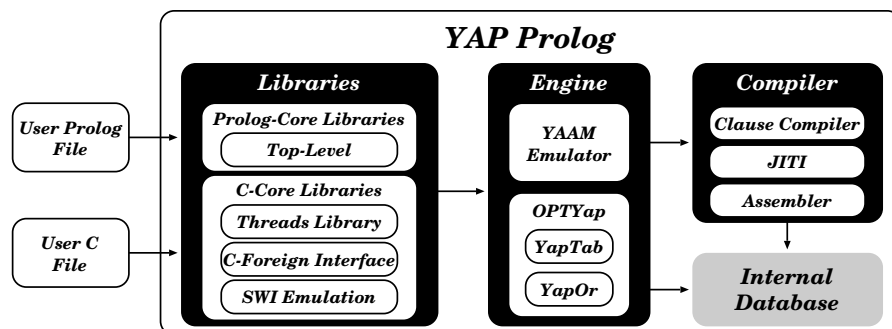 YAP Prolog
User Prolog
File
User C
File
Libraries
Prolog-Core Libraries
Top-Level
C-Core Libraries
Threads Library
C-Foreign Interface
SWI Emulation
Engine
YAAM
Emulator
OPTYap
YapTab
YapOr
Compiler
Clause Compiler
JITI
Assembler
Internal
Database